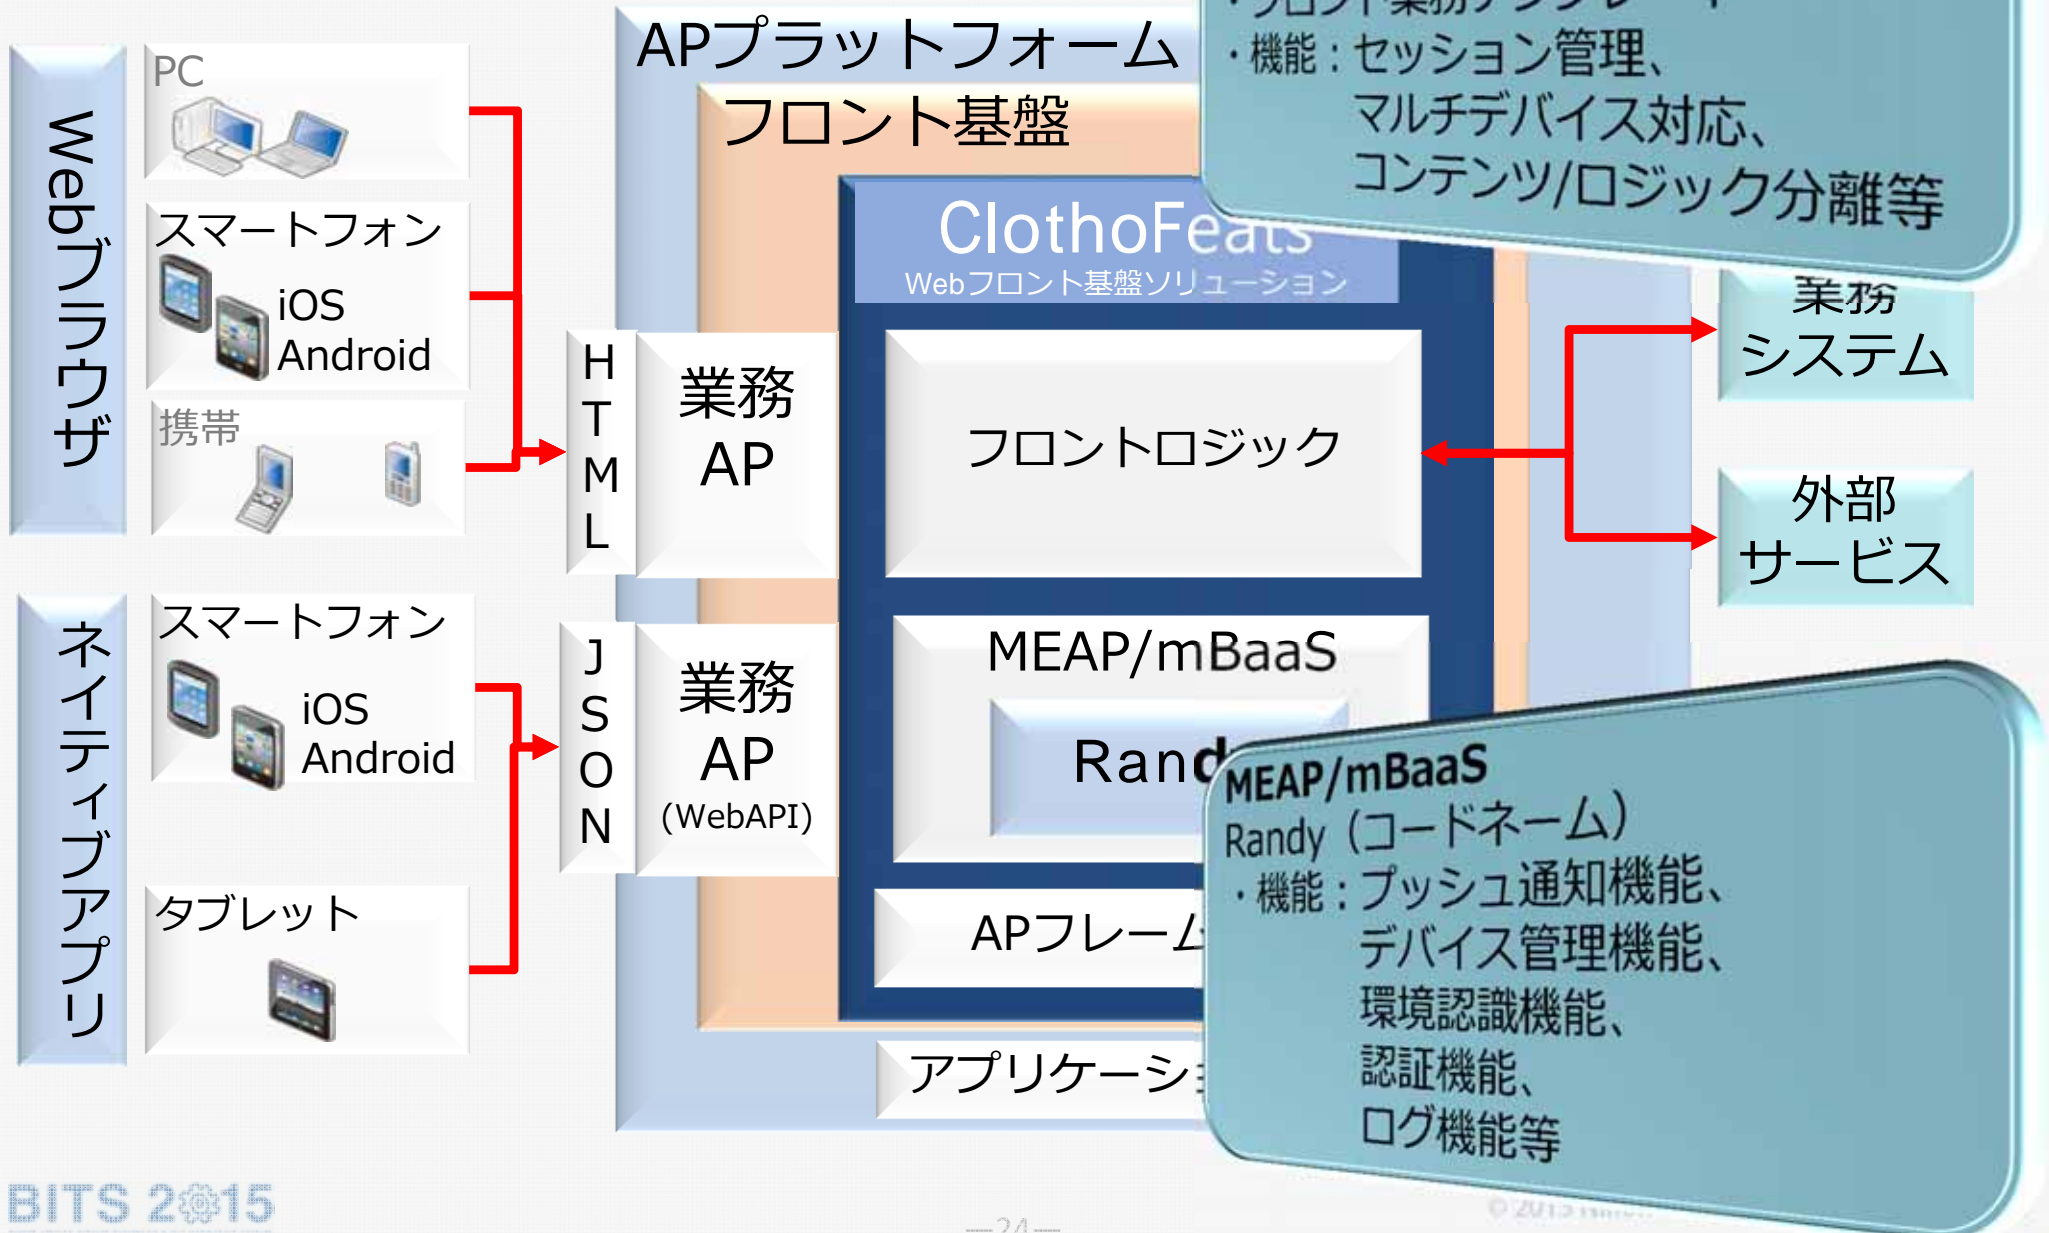 Webブラウザ
PC
スマートフォン
iOS
Android
携帯
ネイティブアプリ
スマートフォン
iOS
Android
タブレット
HTML
業務
AP
JSON
業務
AP
(WebAPI)
APプラットフォーム
フロント基盤
ClothoFeats
Webフロント基盤ソリューション
フロントロジック
MEAP/mBaaS
Rand
APフレーム
アプリケーショ
・機能：セッション管理、
マルチデバイス対応、
コンテンツ/ロジック分離等
業務
システム
外部
サービス
MEAP/mBaaS
Randy（コードネーム）
・機能：プッシュ通知機能、
デバイス管理機能、
環境認識機能、
認証機能、
ログ機能等
BITS 2015
—24—
© 2015